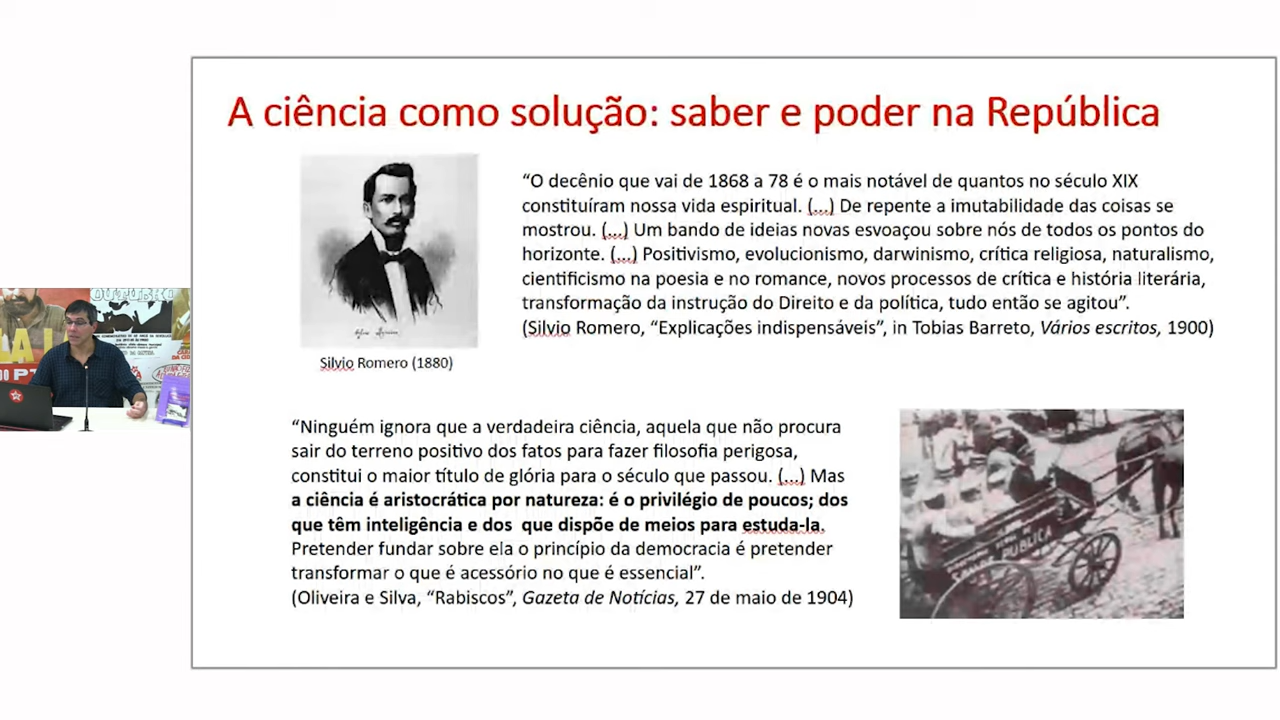 A ciência como solução: saber e poder na República
“O decênio que vai de 1868 a 78 é o mais notável de quantos no século XIX
constituíram nossa vida espiritual. (...) De repente a imutabilidade das coisas se
mostrou. (...) Um bando de ideias novas esvoaçou sobre nós de todos os pontos do
horizonte. (...) Positivismo, evolucionismo, darwinismo, crítica religiosa, naturalismo,
cientificismo na poesia e no romance, novos processos de crítica e história literária,
transformação da instrução do Direito e da política, tudo então se agitou”.
(Silvio Romero, “Explicações indispensáveis”, in Tobias Barreto, Vários escritos, 1900)
Silvio Romero (1880)
OUTUBRO
“Ninguém ignora que a verdadeira ciência, aquela que não procura
sair do terreno positivo dos fatos para fazer filosofia perigosa,
constitui o maior título de glória para o século que passou. (...) Mas
a ciência é aristocrática por natureza: é o privilégio de poucos; dos
que têm inteligência e dos que dispõe de meios para estuda-la.
Pretender fundar sobre ela o princípio da democracia é pretender
transformar o que é acessório no que é essencial”.
(Oliveira e Silva, “Rabiscos”, Gazeta de Notícias, 27 de maio de 1904)
PUBLICA